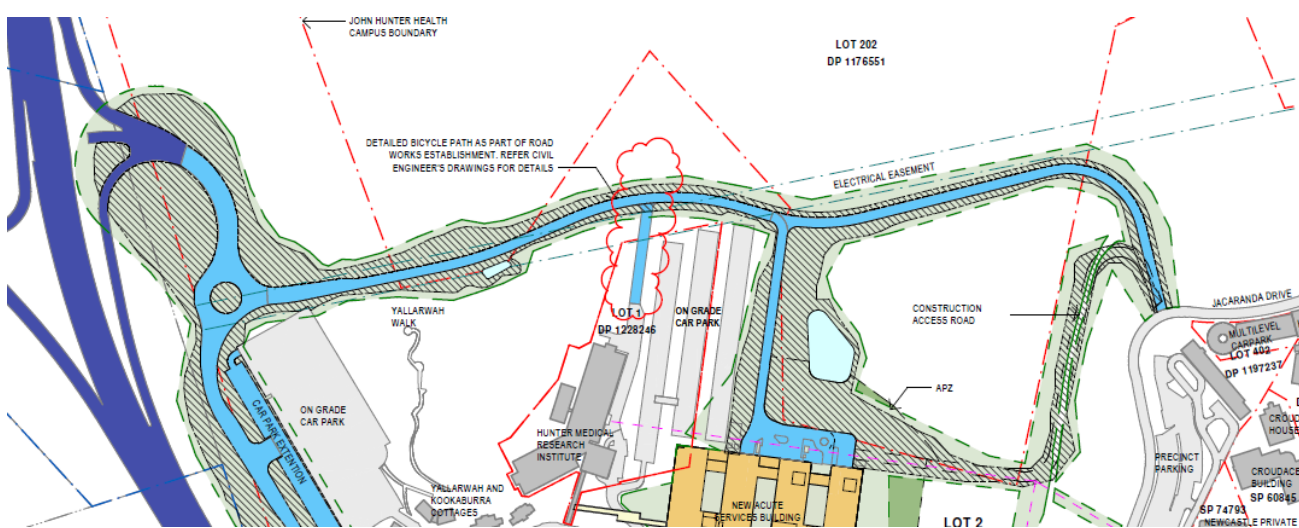 JOHN HUNTER HEALTH
CAMPUS BOUNDARY
LOT 202
DP 1176551
DETAILED BICYCLE PATH AS PART OF ROAD
WORKS ESTABLISHMENT. REFER CIVIL
ENGINEER'S DRAWINGS FOR DETAILS
ELECTRICAL EASEMENT
YALLARWAH
WALK
LOT 1
DP 1228246
ON GRADE
CAR PARK
CONSTRUCTION
ACCESS ROAD
JACARANDA DRIVE
MULTILEVEL
CARPARK
LOT 402
DP 1197237
APZ
CAR PARK EXTENTION
ON GRADE
CAR PARK
HUNTER MEDICAL
RESEARCH
INSTITUTE
YALLARWAH AND
KOOKABURRA
COTTAGES
NEW ACUTE
SERVICES BUILDING
LOT 2
PRECINCT
PARKING
HOUSE
BUILDING
SP 60845
SP 74793
NEWCASTLE PRIVATE